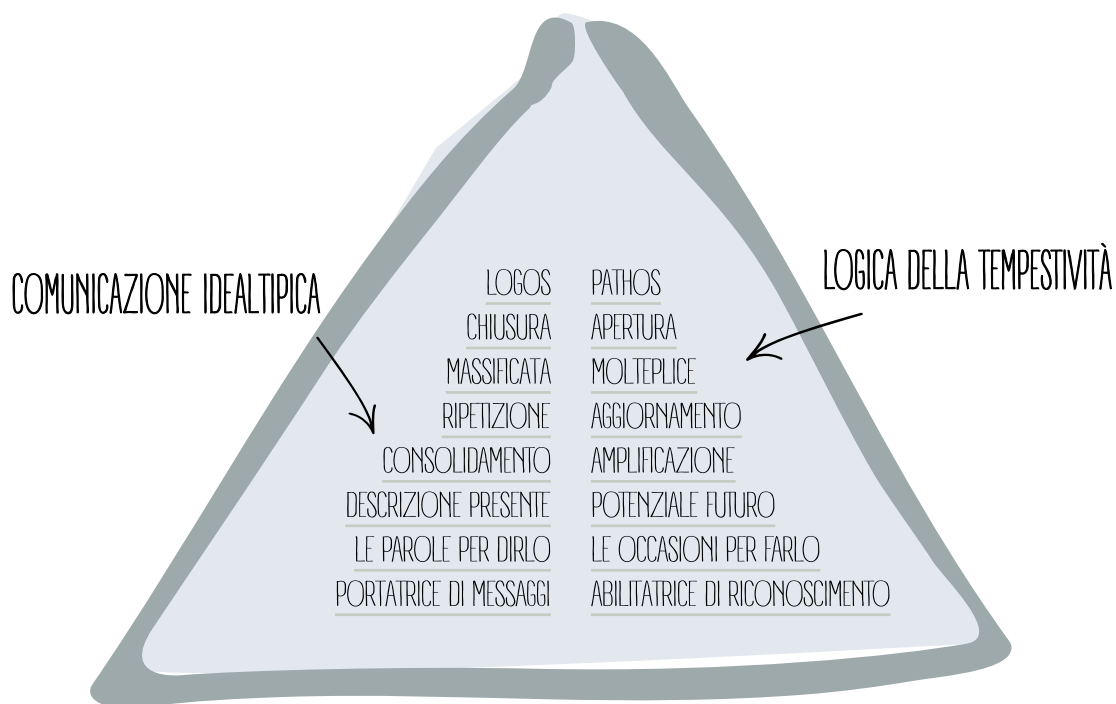 LOGICA DELLA TEMPESTIVITÀ
COMUNICAZIONE IDEALTIPICA
LOGOS PATHOS
CHIUSURA APERTURA
MASSIFICATA MOLTEPLICE
RIPETIZIONE AGGIORNAMENTO
CONSOLIDAMENTO AMPLIFICAZIONE
DESCRIZIONE PRESENTE POTENZIALE FUTURO
LE PAROLE PER DIRLO LE OCCASIONI PER FARLO
PORTATRICE DI MESSAGGI ABILITATRICE DI RICONOSCIMENTO